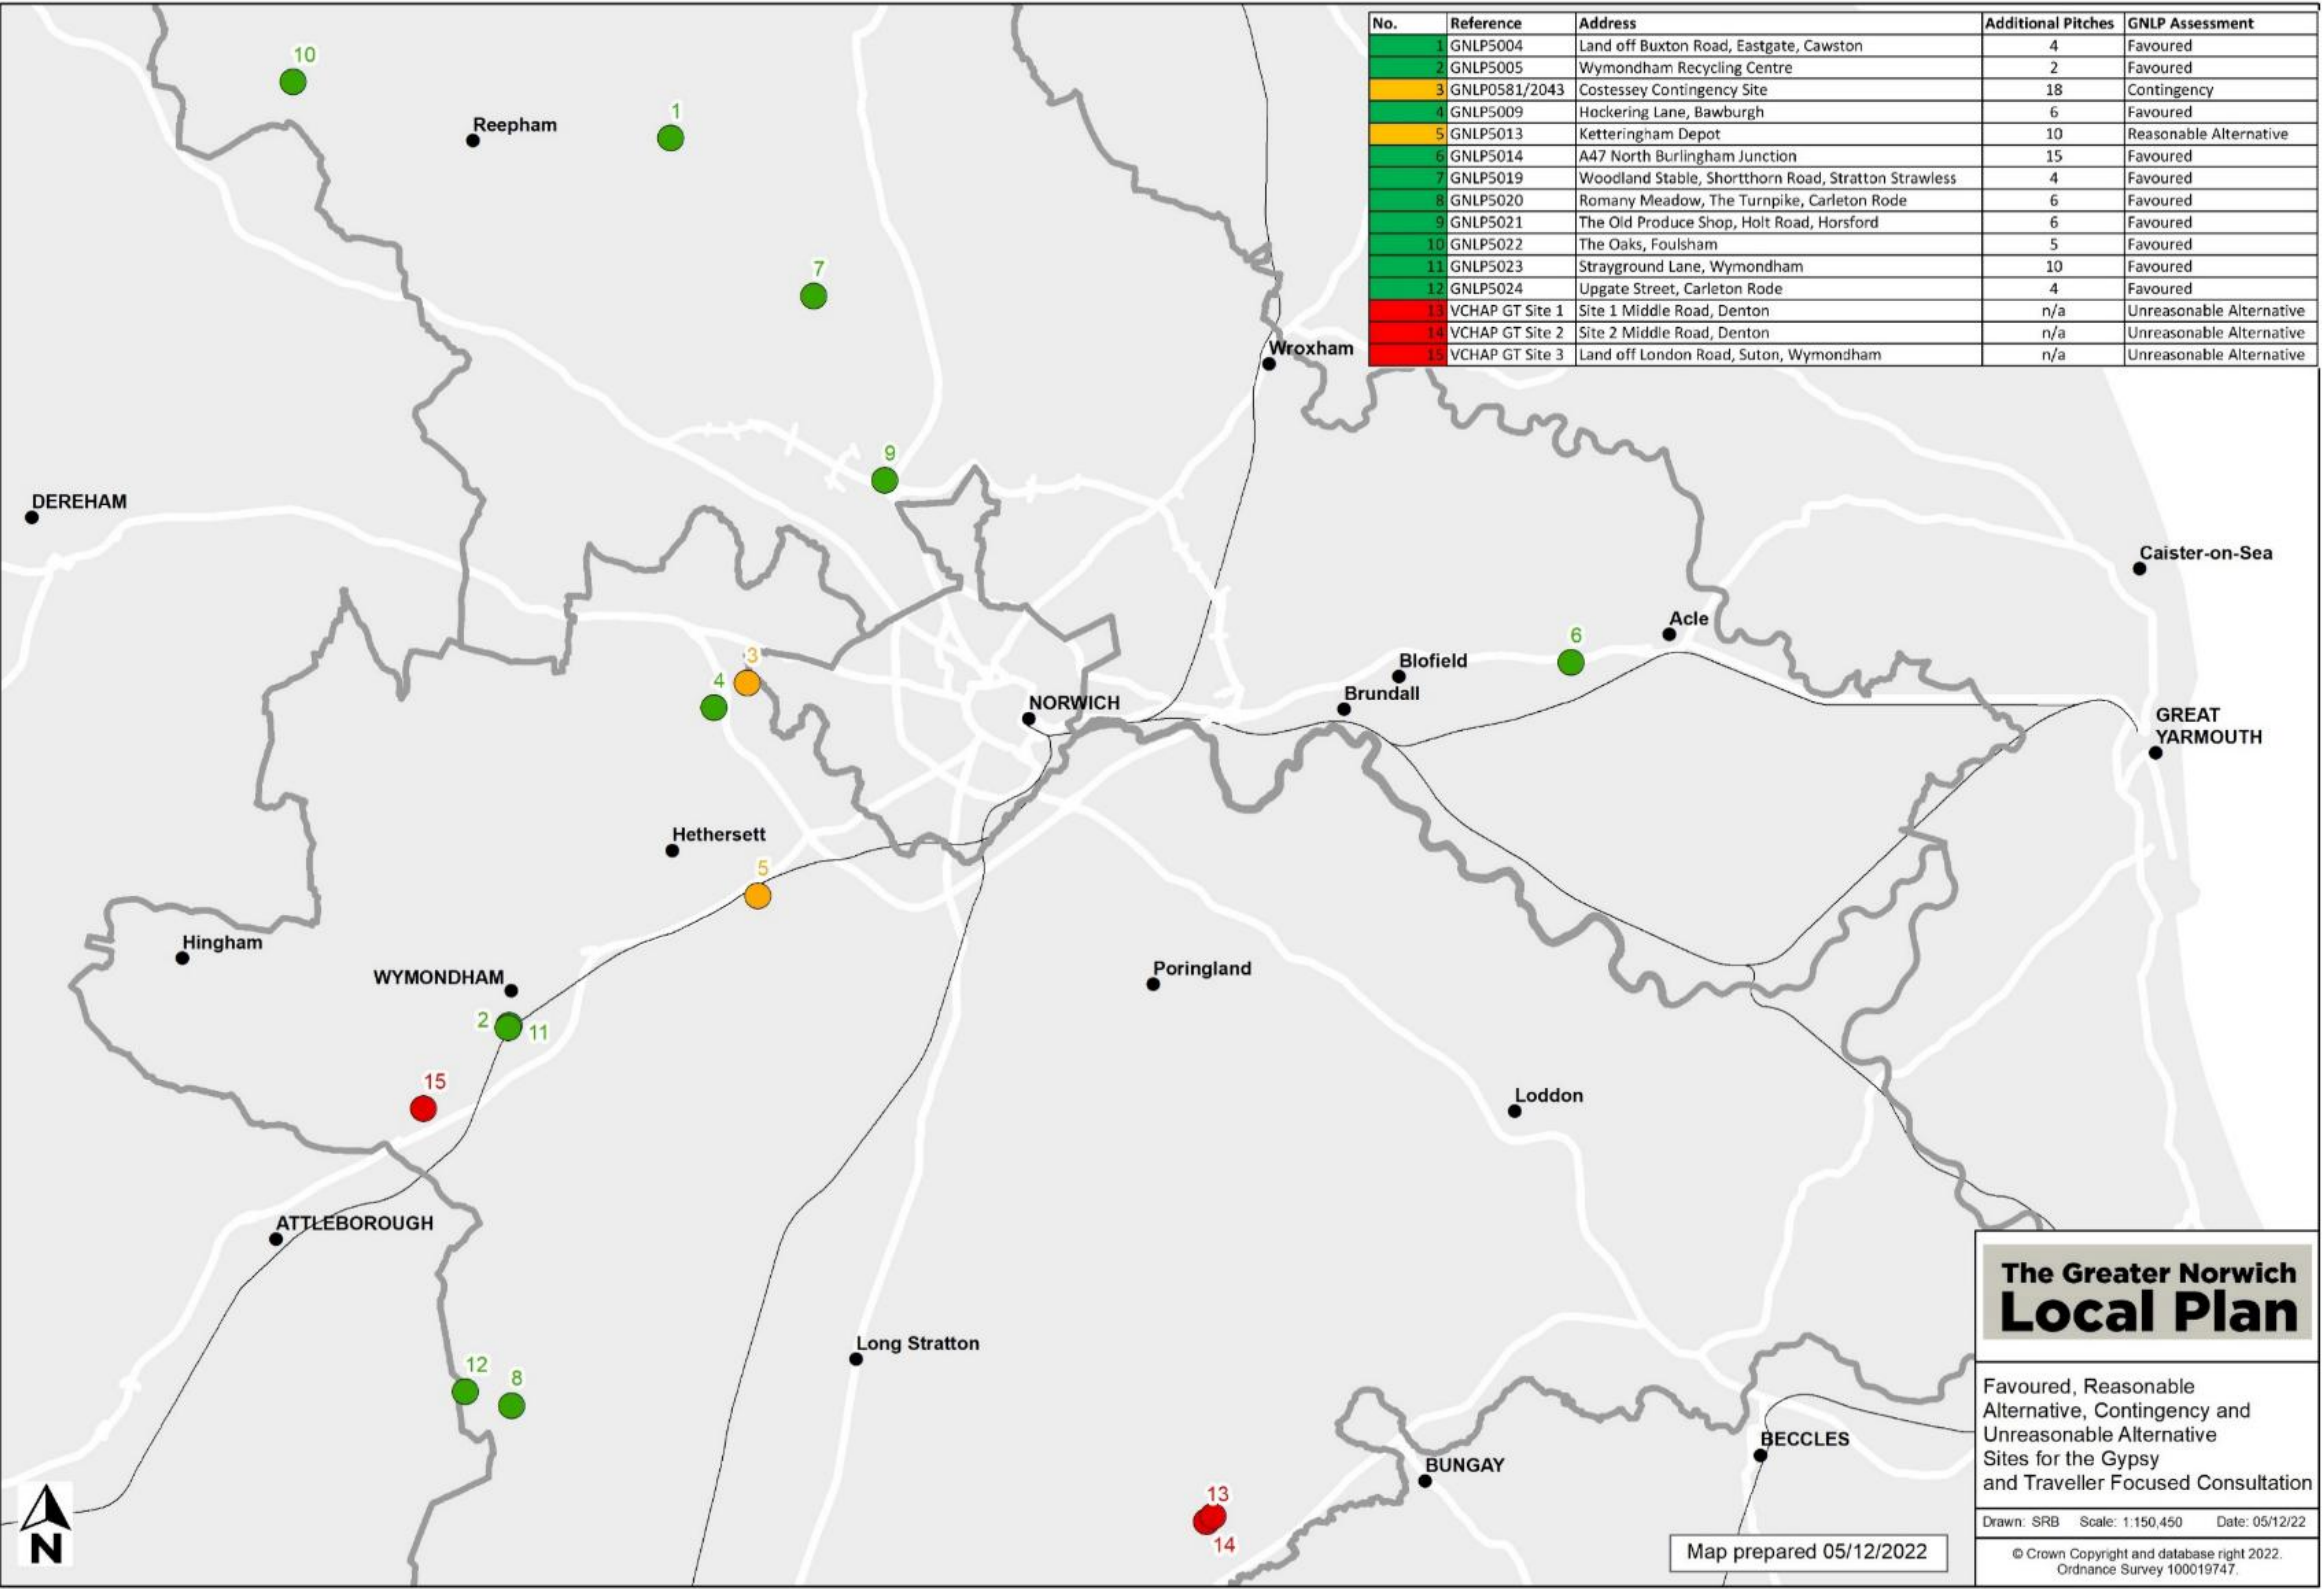 No. Reference Address Additional Pitches GNLP Assessment
1 GNLP5004 Land off Buxton Road, Eastgate, Cawston 4 Favoured
2 GNLP5005 Wymondham Recycling Centre 2 Favoured
3 GNLP0581/2043 Costessey Contingency Site 18 Contingency
4 GNLP5009 Hockering Lane, Bawburgh 6 Favoured
5 GNLP5013 Ketteringham Depot 10 Reasonable Alternative
6 GNLP5014 A47 North Burlingham Junction 15 Favoured
7 GNLP5019 Woodland Stable, Shortthorn Road, Stratton Strawless 4 Favoured
8 GNLP5020 Romany Meadow, The Turnpike, Carleton Rode 6 Favoured
9 GNLP5021 The Old Produce Shop, Holt Road, Horsford 6 Favoured
10 GNLP5022 The Oaks, Foulsham 5 Favoured
11 GNLP5023 Strayground Lane, Wymondham 10 Favoured
12 GNLP5024 Upgate Street, Carleton Rode 4 Favoured
13 VCHAP GT Site 1 Site 1 Middle Road, Denton n/a Unreasonable Alternative
14 VCHAP GT Site 2 Site 2 Middle Road, Denton n/a Unreasonable Alternative
15 VCHAP GT Site 3 Land off London Road, Suton, Wymondham n/a Unreasonable Alternative
10
1
Reepham
7
Wroxham
9
DEREHAM
Caister-on-Sea
Acle
6
3
Blofield
4
Brundall
NORWICH
GREAT
YARMOUTH
Hethersett
5
Hingham
Poringland
WYMONDHAM
2
11
15
Loddon
ATTLEBOROUGH
Long Stratton
12
8
BECCLES
BUNGAY
13
14
N
Map prepared 05/12/2022
The Greater Norwich
Local Plan
Favoured, Reasonable
Alternative, Contingency and
Unreasonable Alternative
Sites for the Gypsy
and Traveller Focused Consultation
Drawn: SRB Scale: 1:150,450 Date: 05/12/22
© Crown Copyright and database right 2022.
Ordnance Survey 100019747.